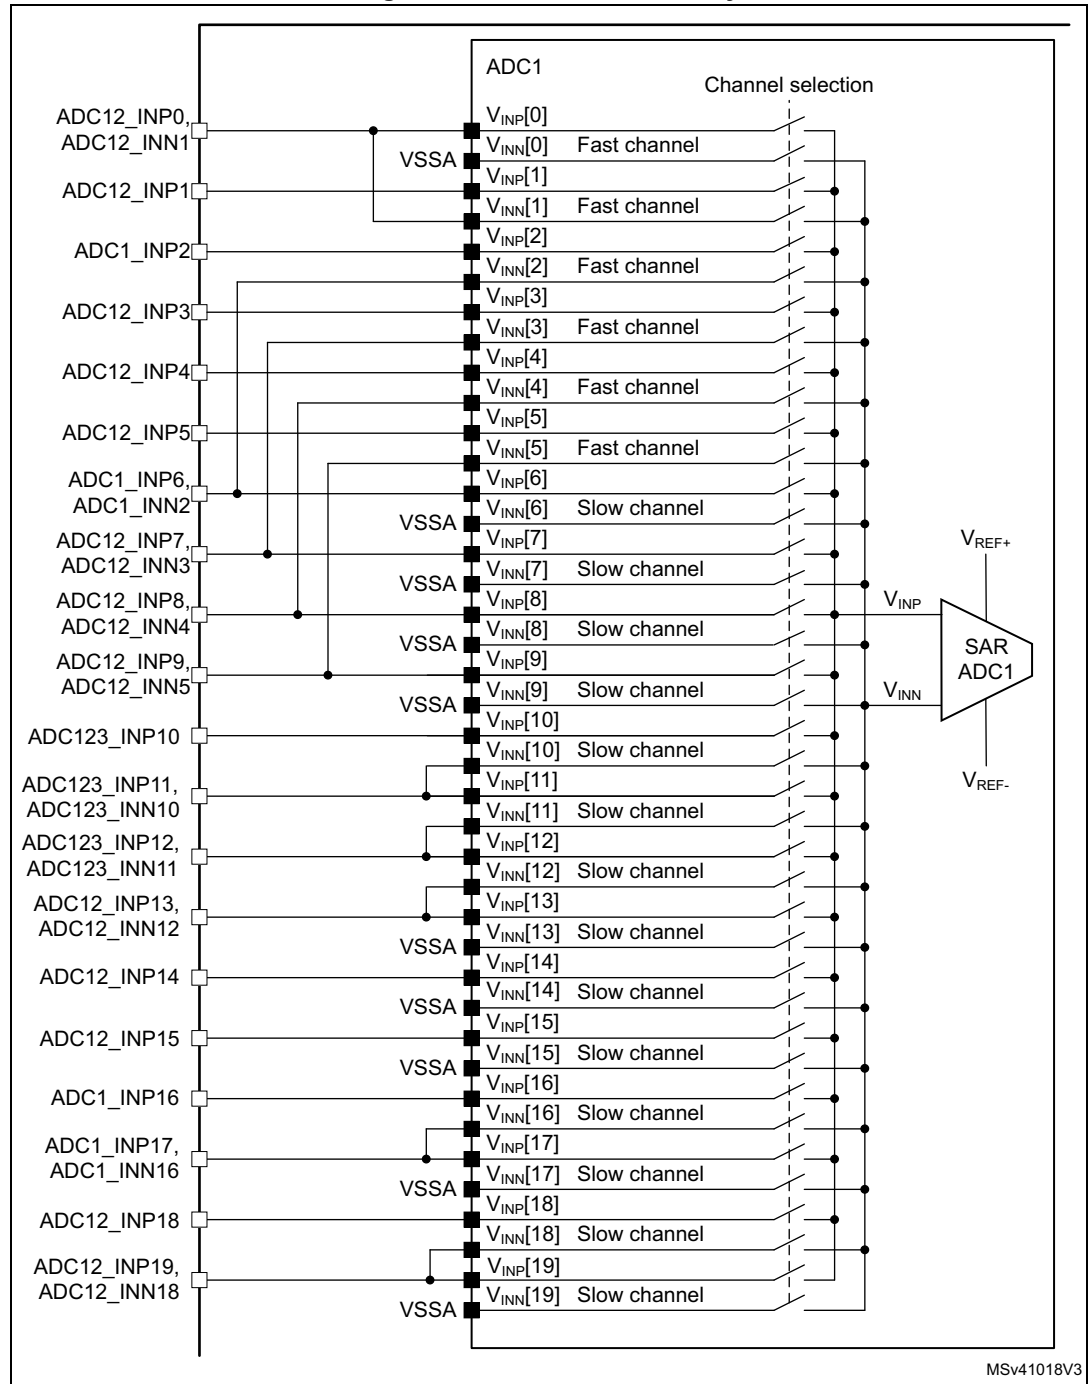 ADC1
Channel selection
ADC12_INP0,
ADC12_INN1
VINP[0]
VINN[0] Fast channel
VSSA
ADC12_INP1
VINP[1]
VINN[1] Fast channel
ADC1_INP2
VINP[2]
VINN[2] Fast channel
ADC12_INP3
VINP[3]
VINN[3] Fast channel
ADC12_INP4
VINP[4]
VINN[4] Fast channel
ADC12_INP5
VINP[5]
VINN[5] Fast channel
ADC1_INP6,
ADC1_INN2
VINP[6]
VINN[6] Slow channel
VSSA
ADC12_INP7,
ADC12_INN3
VINP[7]
VINN[7] Slow channel
VSSA
ADC12_INP8,
ADC12_INN4
VINP[8]
VINN[8] Slow channel
VSSA
ADC12_INP9,
ADC12_INN5
VINP[9]
VINN[9] Slow channel
VSSA
VREF+
VINP
SAR
ADC1
VINN
VREF-
ADC123_INP10
VINP[10]
VINN[10] Slow channel
ADC123_INP11,
ADC123_INN10
VINP[11]
VINN[11] Slow channel
ADC123_INP12,
ADC123_INN11
VINP[12]
VINN[12] Slow channel
ADC12_INP13,
ADC12_INN12
VINP[13]
VINN[13] Slow channel
VSSA
ADC12_INP14
VINP[14]
VINN[14] Slow channel
VSSA
ADC12_INP15
VINP[15]
VINN[15] Slow channel
VSSA
ADC1_INP16
VINP[16]
VINN[16] Slow channel
ADC1_INP17,
ADC1_INN16
VINP[17]
VINN[17] Slow channel
VSSA
ADC12_INP18
VINP[18]
VINN[18] Slow channel
ADC12_INP19,
ADC12_INN18
VINP[19]
VINN[19] Slow channel
VSSA
MSv41018V3